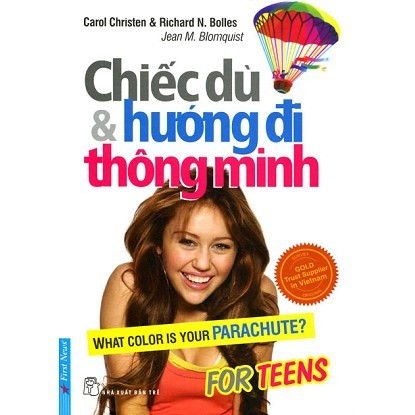 Carol Christen & Richard N. Bolles
Jean M. Blomquist
Chiếc dù
& hướng đi
thông minh
GOLD
Trust Supplier
in Vietnam
WHAT COLOR IS YOUR PARACHUTE?
FOR TEENS
First News
NHÀ XUẤT BẢN TRẺ